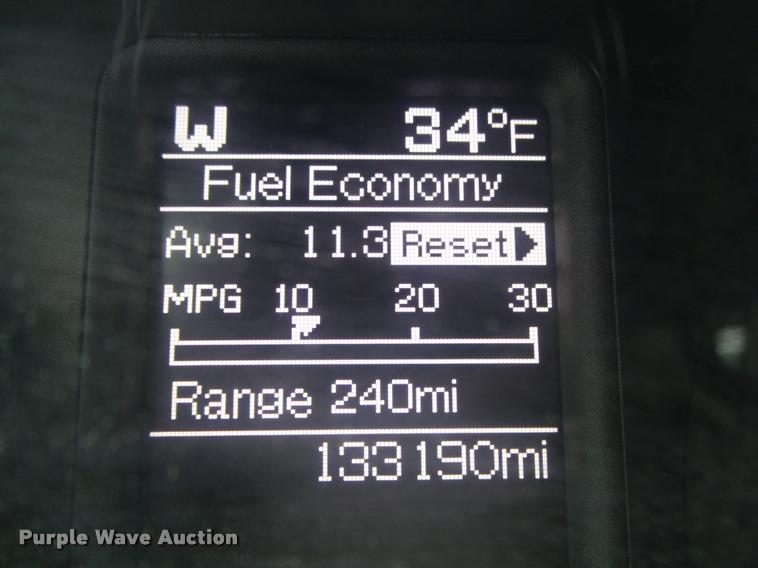 W 34°F
Fuel Economy
Avg: 11.3 Reset
MPG 10 20 30
Range 240mi
133190mi
Purple Wave Auction